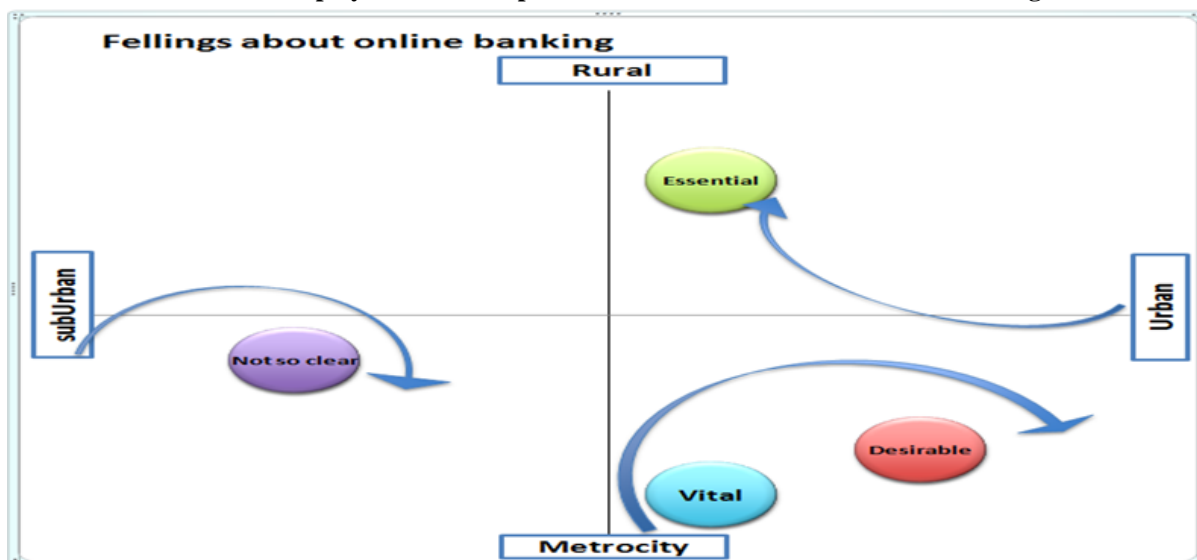 Fellings about online banking
Rural
Essential
subUrban
Urban
Not so clear
Desirable
Vital
Metrocity